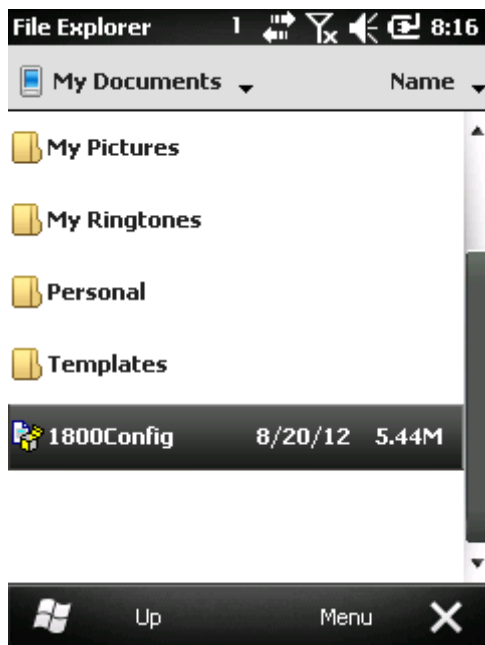 File Explorer 1 8:16
My Documents Name
My Pictures
My Ringtones
Personal
Templates
1800Config 8/20/12 5.44M
Up Menu